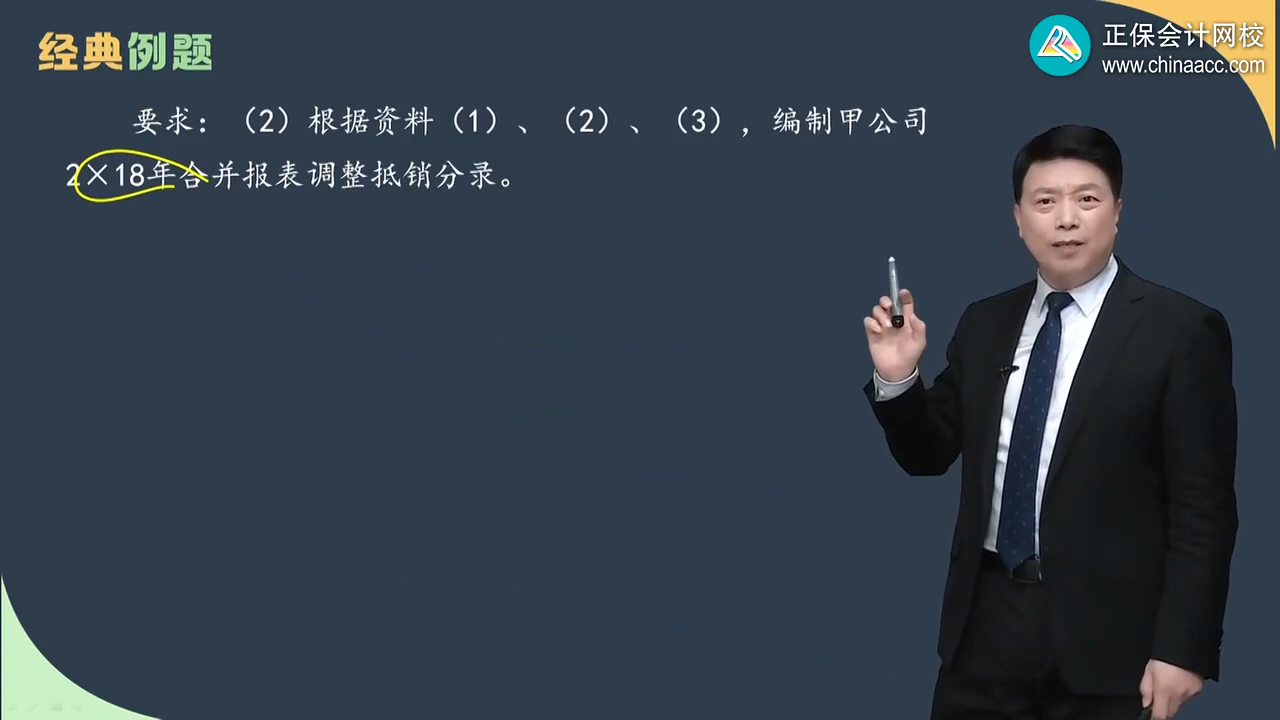 经典例题
正保会计网校
www.chinaacc.com
要求：（2）根据资料（1）、（2）、（3），编制甲公司
2×18年合并报表调整抵销分录。